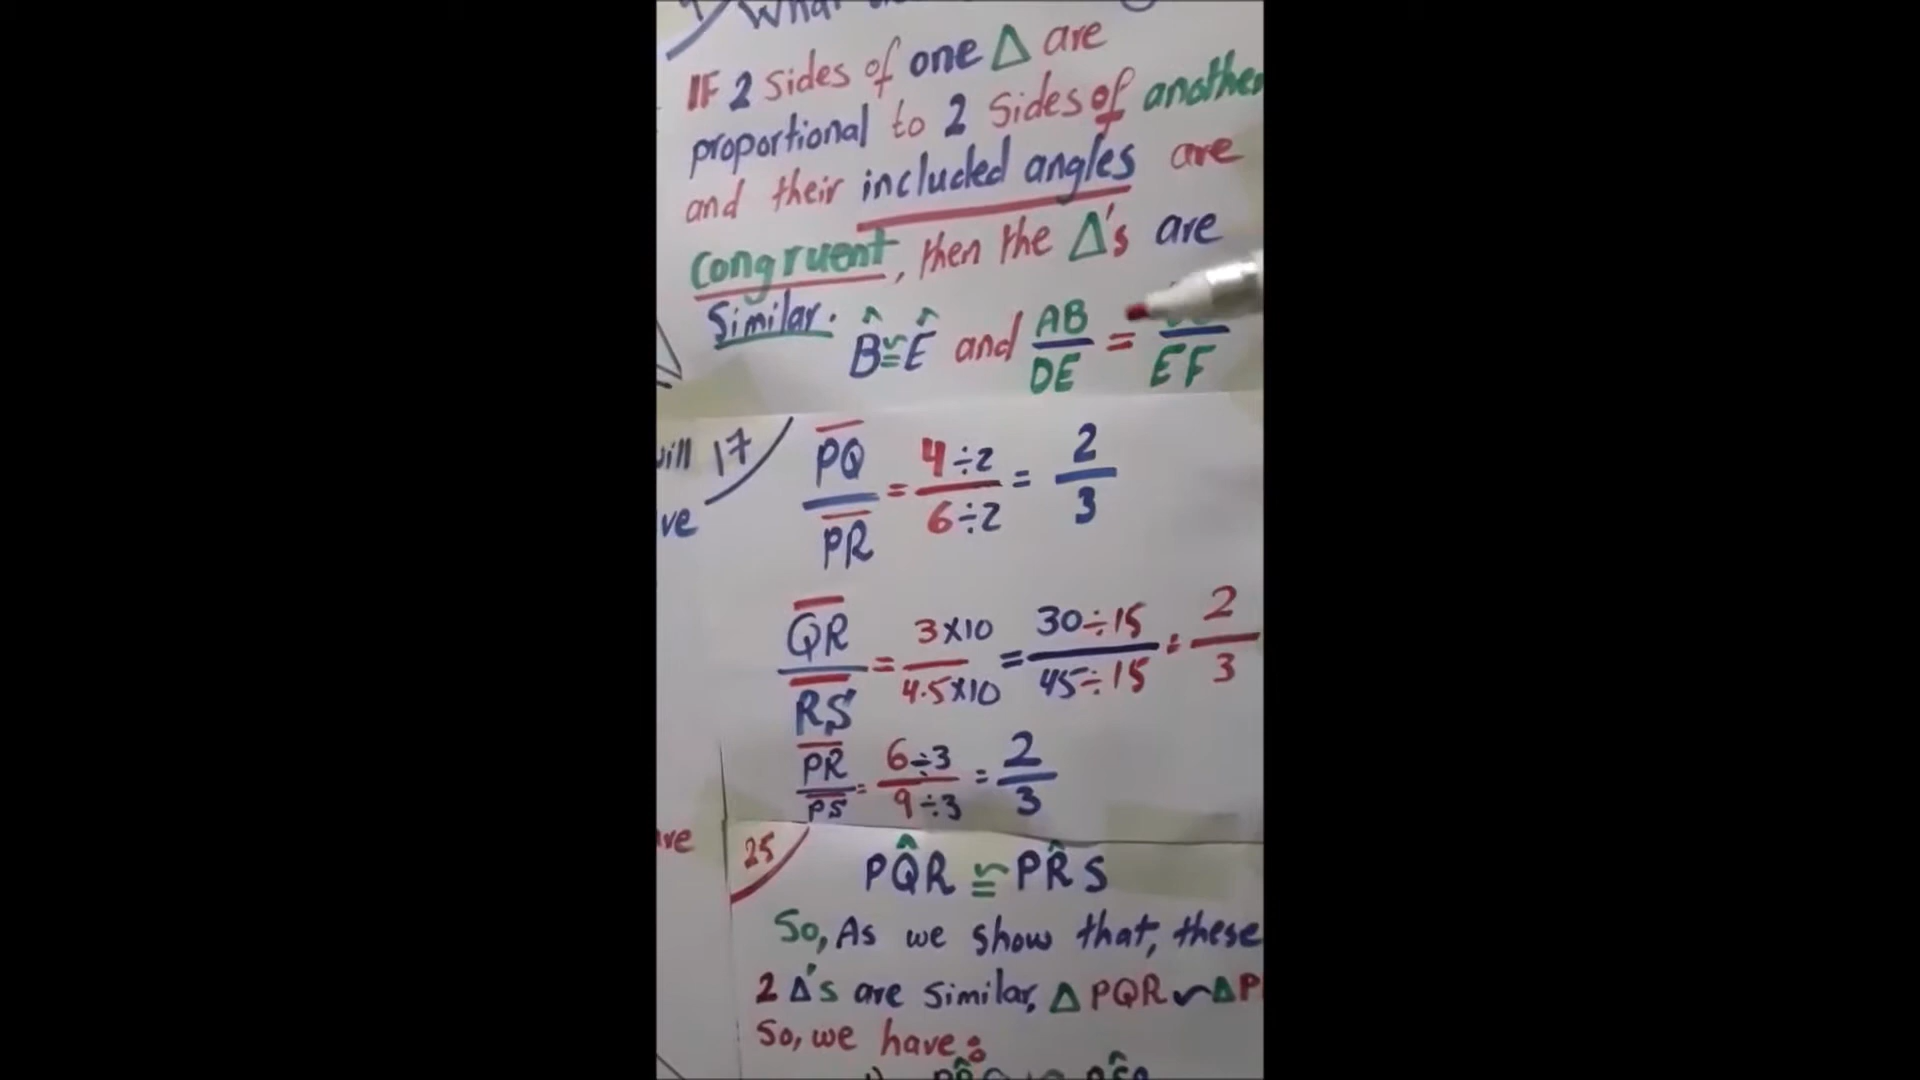 IF 2 sides of one Δ are
proportional to 2 sides of another
and their included angles are
congruent, then the Δ's are
Similar. B̂ ≅ Ê and AB/DE = /EF
17
ve
PQ/PR = 4÷2/6÷2 = 2/3
QR/RS = 3×10/4.5×10 = 30÷15/45÷15 = 2/3
PR/PS = 6÷3/9÷3 = 2/3
25
PQ̂R ≅ PR̂S
So, As we show that, these
2 Δ's are similar, Δ PQR ~ Δ P
So, we have: